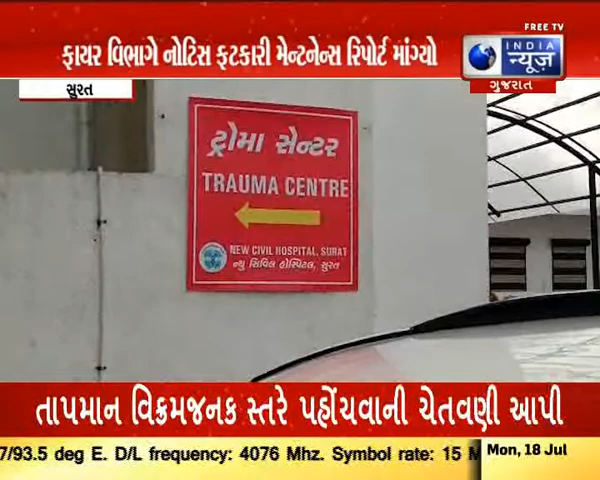 FREE TV
ફાયર વિભાગે નોટિસ ફટકારી મેન્ટનેન્સ રિપોર્ટ માંગ્યો
INDIA
ન્યૂઝ
ગુજરાત
સુરત
ટ્રોમા સેન્ટર
TRAUMA CENTRE
NEW CIVIL HOSPITAL, SURAT
ન્યુ સિવિલ હોસ્પિટલ, સુરત
તાપમાન વિક્રમજનક સ્તરે પહોંચવાની ચેતવણી આપી
7/93.5 deg E. D/L frequency: 4076 Mhz. Symbol rate: 15 M
Mon, 18 Jul